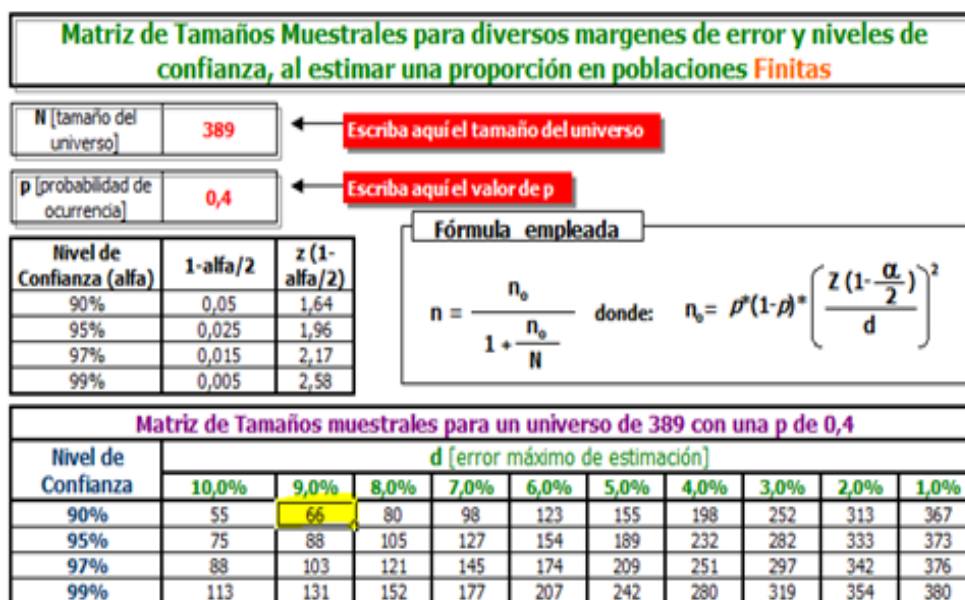 Matriz de Tamaños Muestrales para diversos margenes de error y niveles de
confianza, al estimar una proporción en poblaciones Finitas
N [tamaño del
universo]
389
Escriba aquí el tamaño del universo
p [probabilidad de
ocurrencia]
0,4
Escriba aquí el valor de p
Nivel de
Confianza (alfa)
1-alfa/2
z (1-
alfa/2)
90% 0,05 1,64
95% 0,025 1,96
97% 0,015 2,17
99% 0,005 2,58
Fórmula empleada
n = n₀ / (1 + n₀/N) donde: n₀= p*(1-p)* (Z (1-α/2) / d)²
Matriz de Tamaños muestrales para un universo de 389 con una p de 0,4
Nivel de
Confianza
d [error máximo de estimación]
10,0% 9,0% 8,0% 7,0% 6,0% 5,0% 4,0% 3,0% 2,0% 1,0%
90% 55 66 80 98 123 155 198 252 313 367
95% 75 88 105 127 154 189 232 282 333 373
97% 88 103 121 145 174 209 251 297 342 376
99% 113 131 152 177 207 242 280 319 354 380